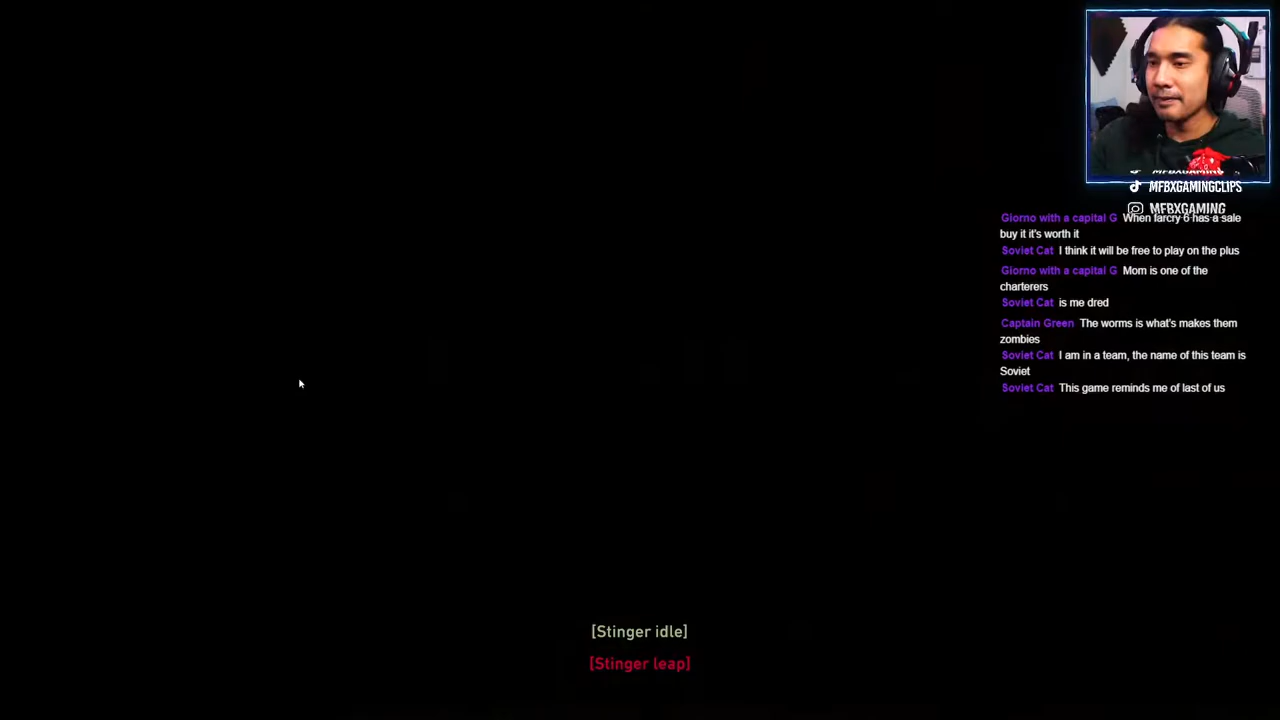 MFBXGAMINGCLIPS
MFBXGAMING
Giorno with a capital G When farcry 6 has a sale
buy it it's worth it
Soviet Cat I think it will be free to play on the plus
Giorno with a capital G Mom is one of the
charterers
Soviet Cat is me dred
Captain Green The worms is what's makes them
zombies
Soviet Cat I am in a team, the name of this team is
Soviet
Soviet Cat This game reminds me of last of us
[Stinger idle]
[Stinger leap]